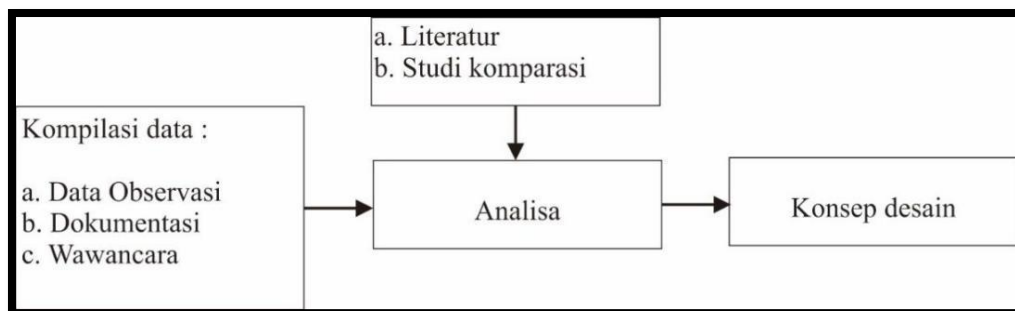 a. Literatur
b. Studi komparasi
Kompilasi data :
a. Data Observasi
b. Dokumentasi
c. Wawancara
Analisa
Konsep desain